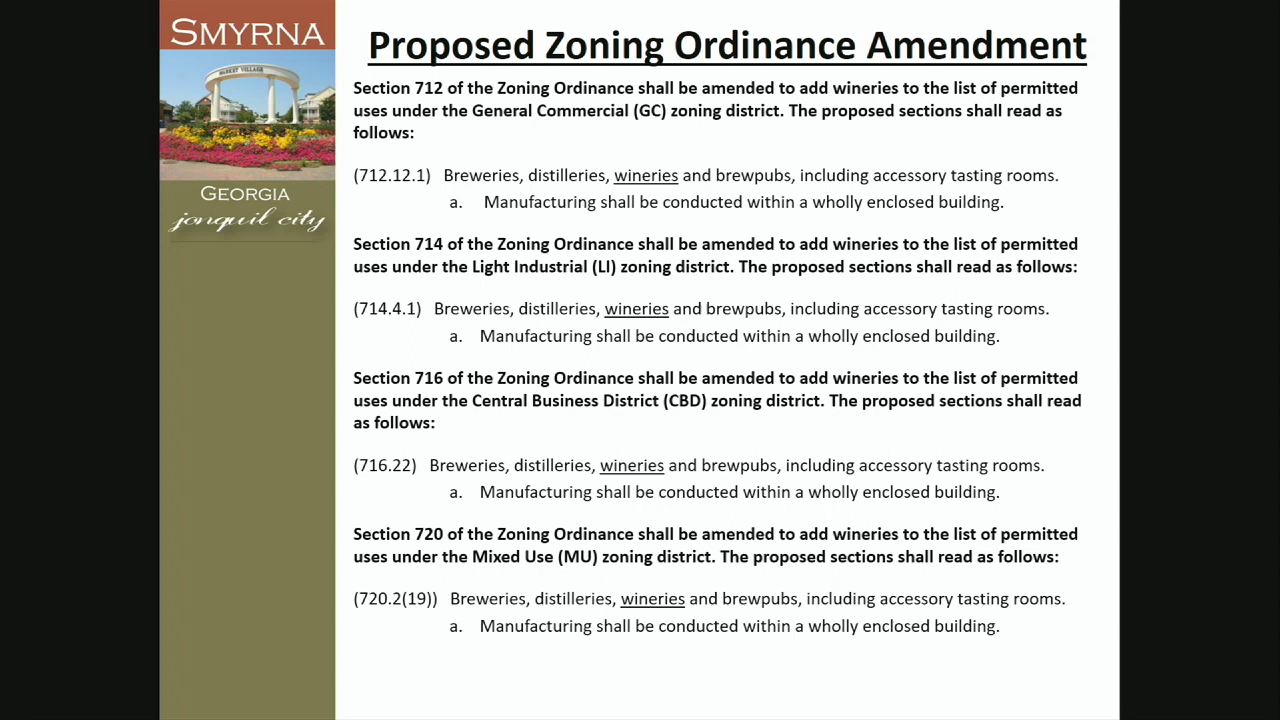 SMYRNA
MARKET VILLAGE
GEORGIA
jonquil city
Proposed Zoning Ordinance Amendment
Section 712 of the Zoning Ordinance shall be amended to add wineries to the list of permitted
uses under the General Commercial (GC) zoning district. The proposed sections shall read as
follows:
(712.12.1) Breweries, distilleries, wineries and brewpubs, including accessory tasting rooms.
a. Manufacturing shall be conducted within a wholly enclosed building.
Section 714 of the Zoning Ordinance shall be amended to add wineries to the list of permitted
uses under the Light Industrial (LI) zoning district. The proposed sections shall read as follows:
(714.4.1) Breweries, distilleries, wineries and brewpubs, including accessory tasting rooms.
a. Manufacturing shall be conducted within a wholly enclosed building.
Section 716 of the Zoning Ordinance shall be amended to add wineries to the list of permitted
uses under the Central Business District (CBD) zoning district. The proposed sections shall read
as follows:
(716.22) Breweries, distilleries, wineries and brewpubs, including accessory tasting rooms.
a. Manufacturing shall be conducted within a wholly enclosed building.
Section 720 of the Zoning Ordinance shall be amended to add wineries to the list of permitted
uses under the Mixed Use (MU) zoning district. The proposed sections shall read as follows:
(720.2(19)) Breweries, distilleries, wineries and brewpubs, including accessory tasting rooms.
a. Manufacturing shall be conducted within a wholly enclosed building.